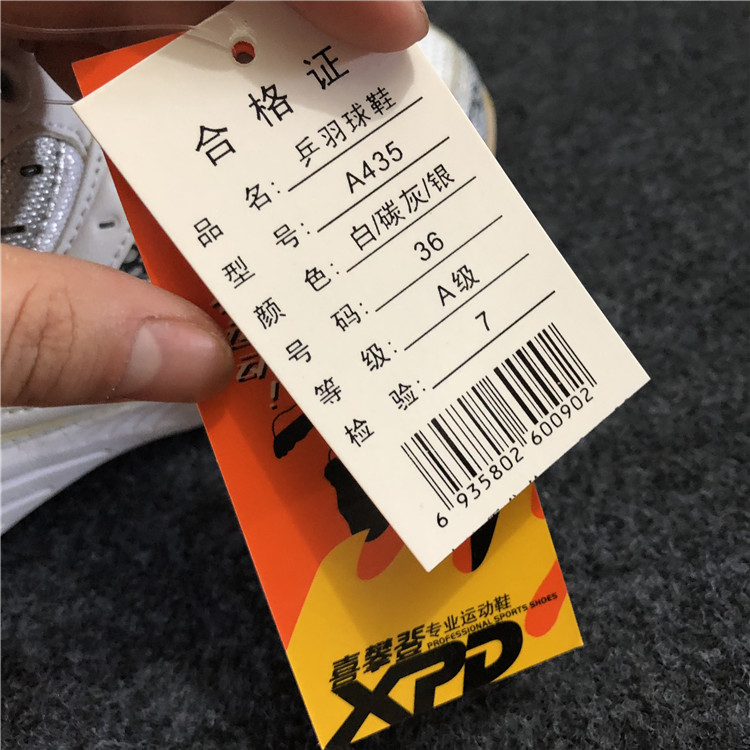 合格证
品 名: 乒羽球鞋
型 号: A435
颜 色: 白/碳灰/银
号 码: 36
等 级: A级
检 验: 7
6 935802 600902
喜攀登 专业运动鞋
PROFESSIONAL SPORTS SHOES
XPD